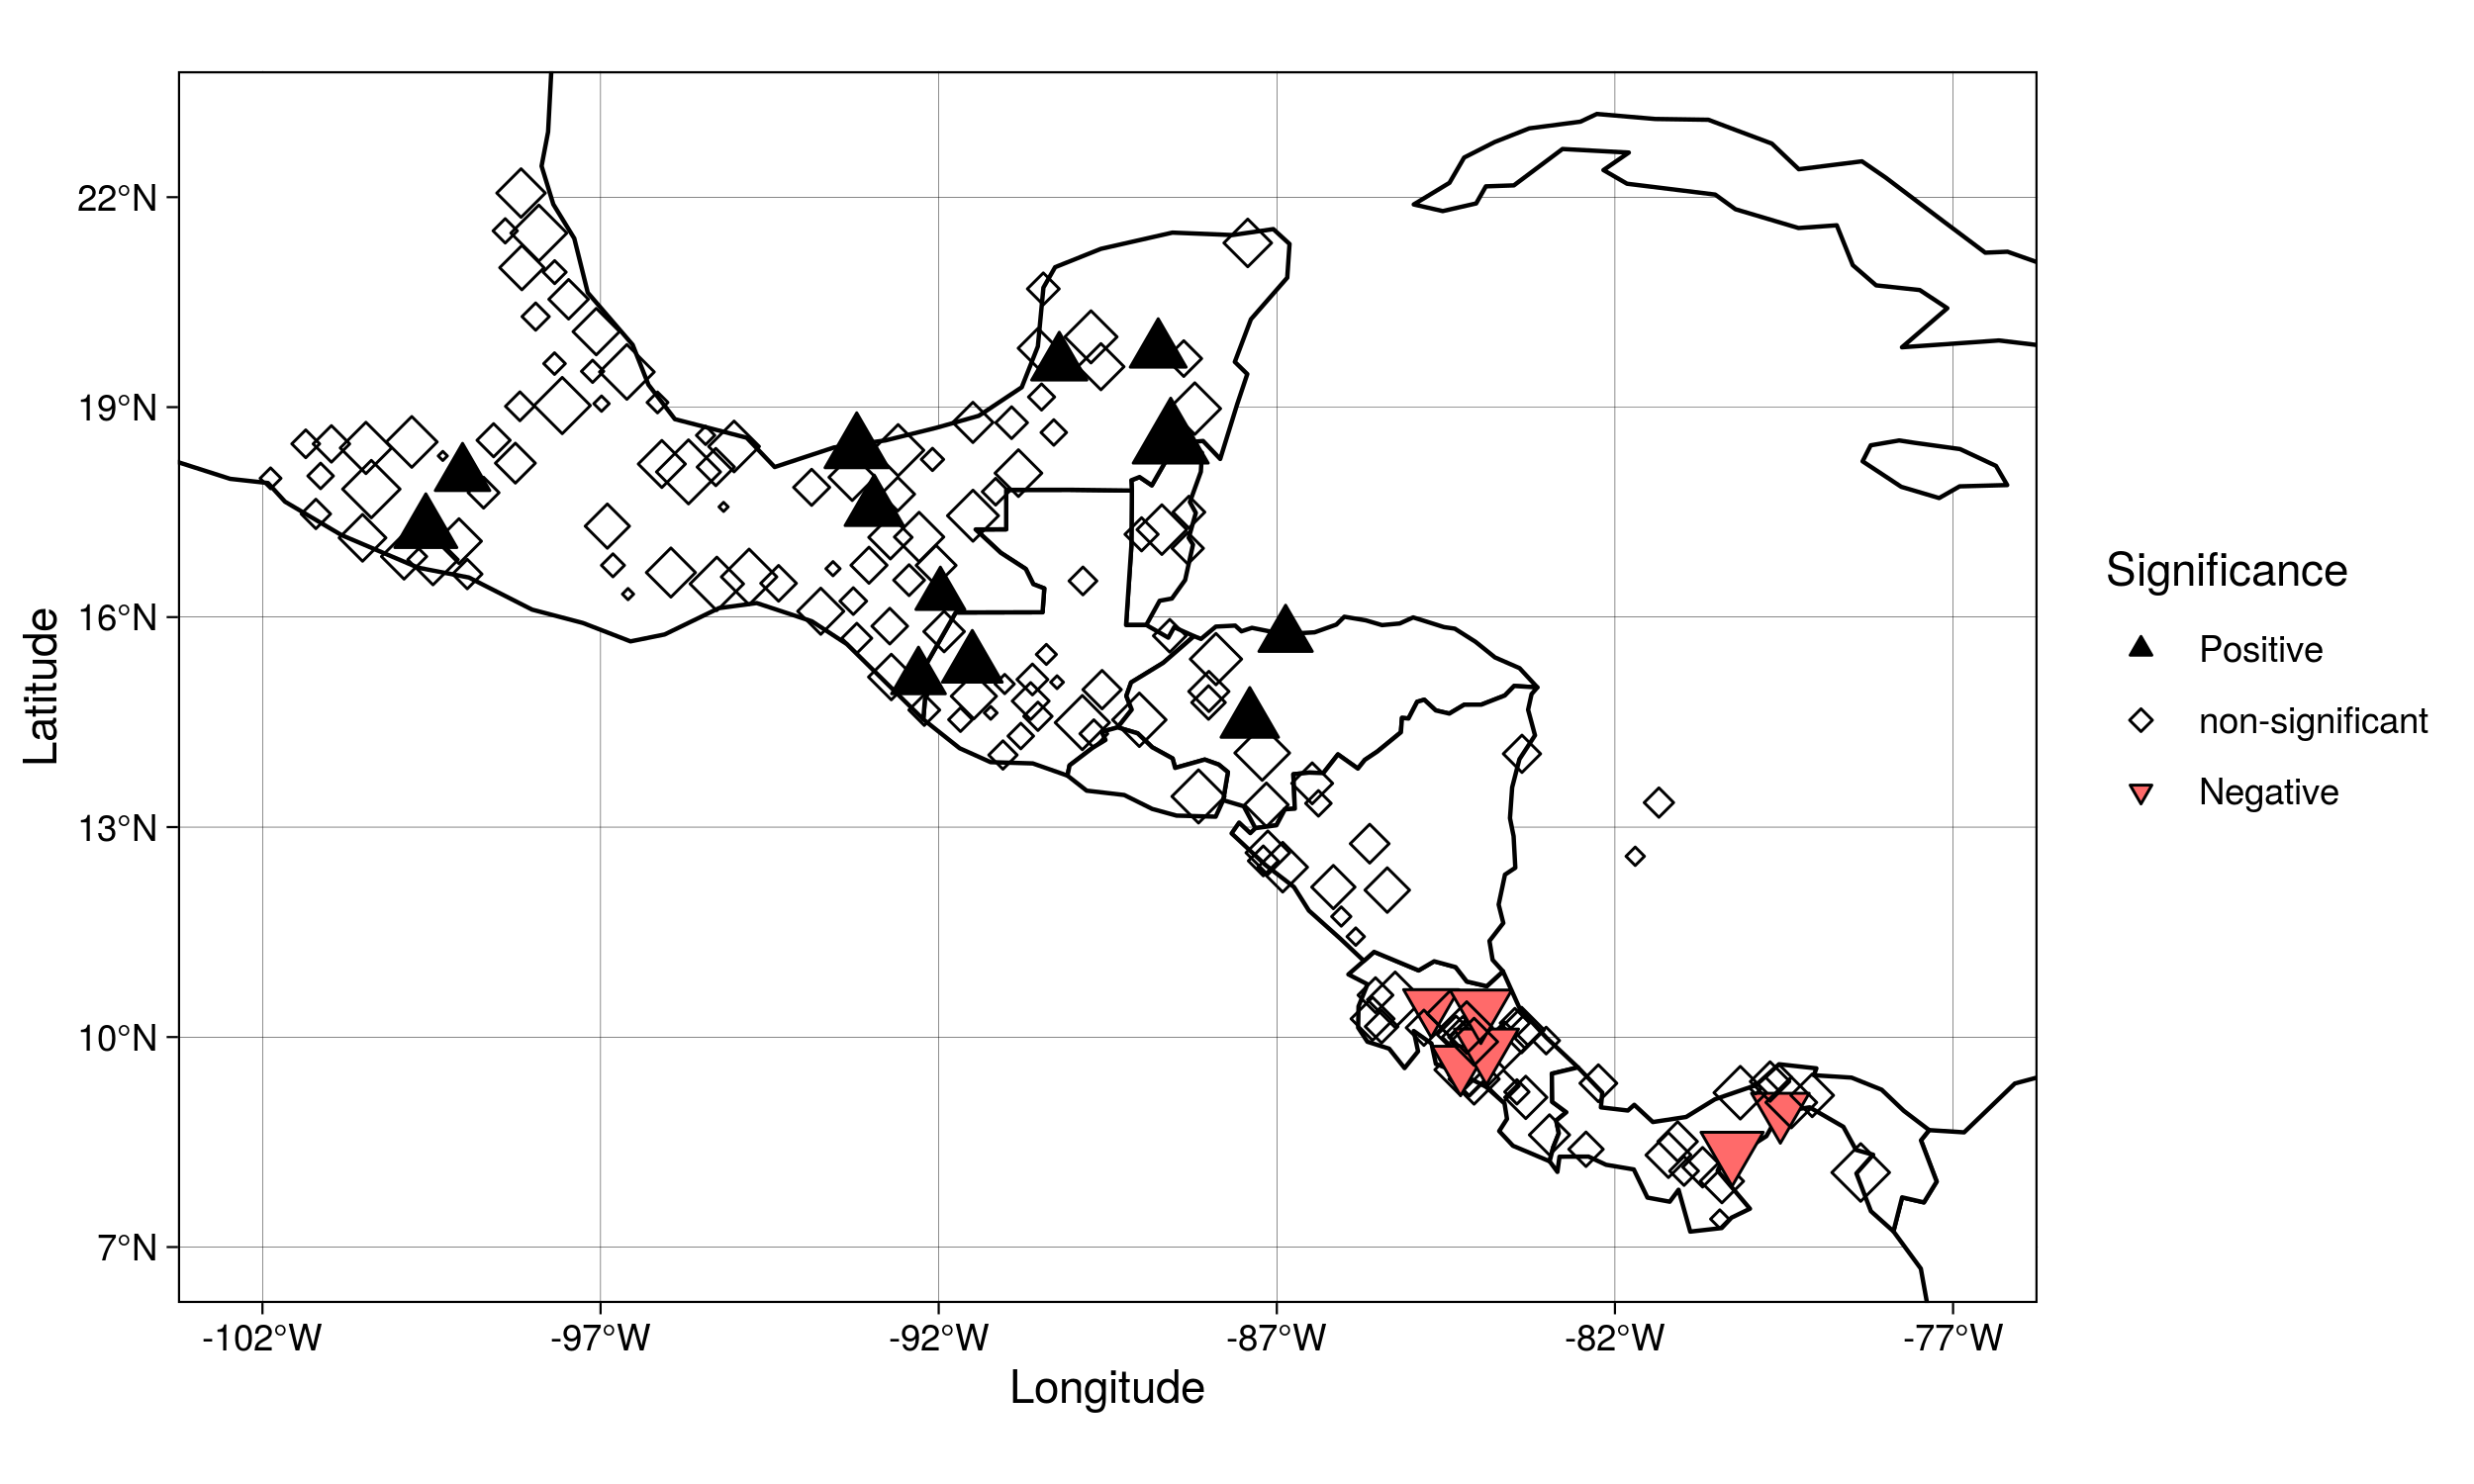 22°N
19°N
16°N
13°N
10°N
7°N
Latitude
-102°W
-97°W
-92°W
-87°W
-82°W
-77°W
Longitude
Significance
Positive
non-significant
Negative